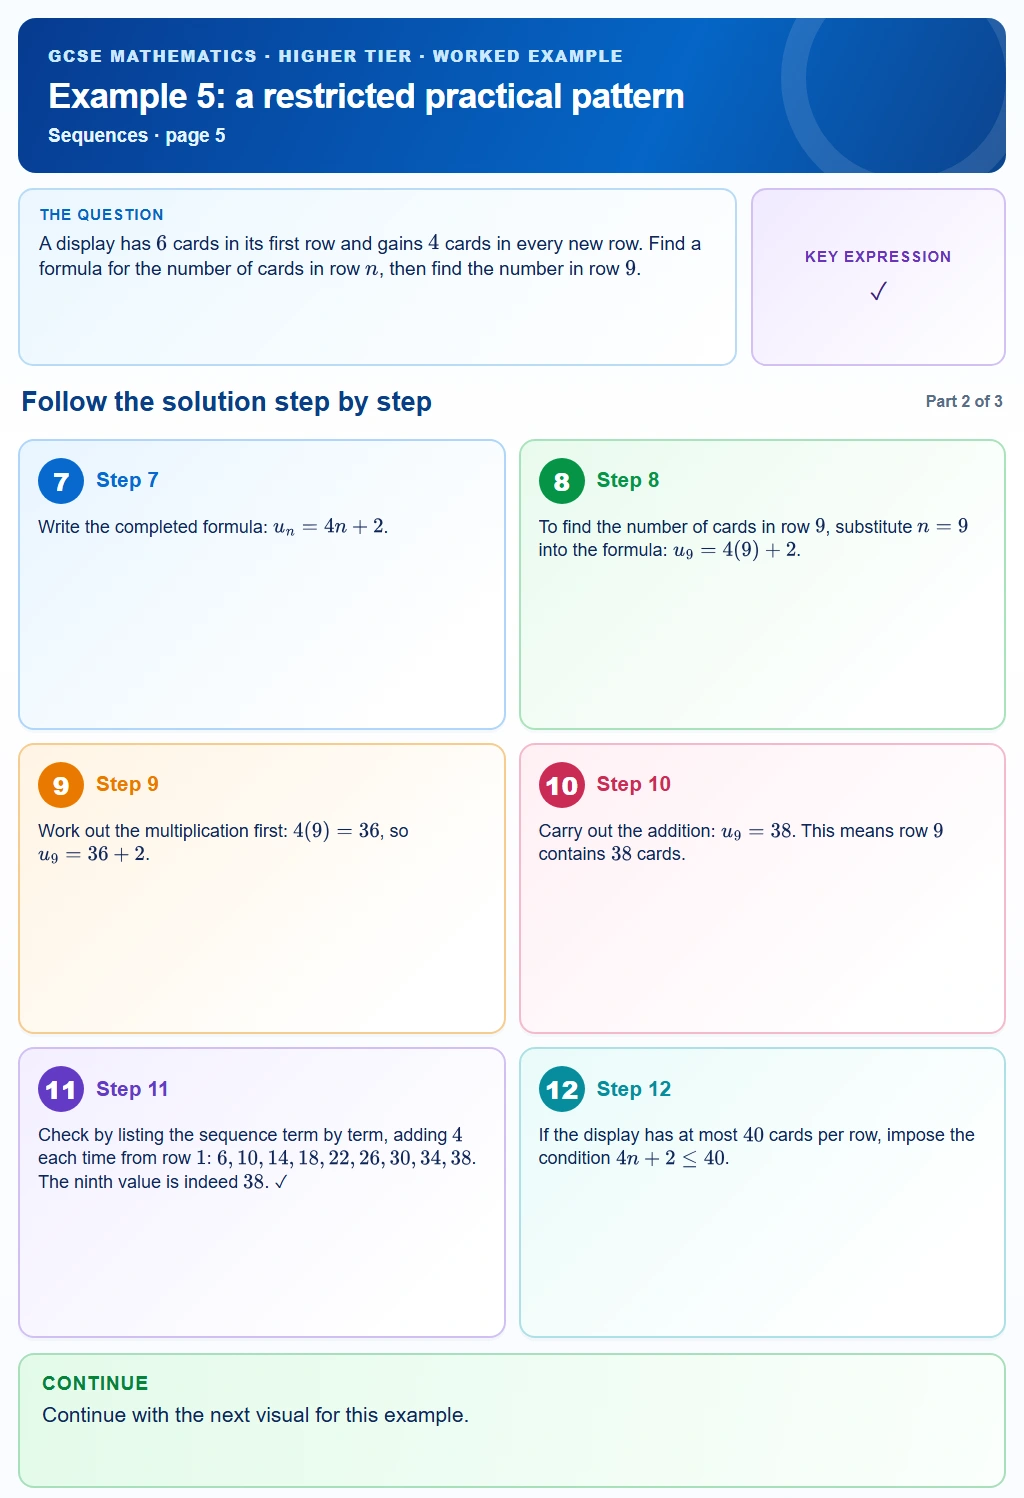 GCSE MATHEMATICS · HIGHER TIER · WORKED EXAMPLE
Example 5: a restricted practical pattern
Sequences · page 5
THE QUESTION
A display has 6 cards in its first row and gains 4 cards in every new row. Find a
formula for the number of cards in row n, then find the number in row 9.
KEY EXPRESSION
✓
Follow the solution step by step
Part 2 of 3
7 Step 7
Write the completed formula: uₙ = 4n + 2.
8 Step 8
To find the number of cards in row 9, substitute n = 9
into the formula: u₉ = 4(9) + 2.
9 Step 9
Work out the multiplication first: 4(9) = 36, so
u₉ = 36 + 2.
10 Step 10
Carry out the addition: u₉ = 38. This means row 9
contains 38 cards.
11 Step 11
Check by listing the sequence term by term, adding 4
each time from row 1: 6, 10, 14, 18, 22, 26, 30, 34, 38.
The ninth value is indeed 38. ✓
12 Step 12
If the display has at most 40 cards per row, impose the
condition 4n + 2 ≤ 40.
CONTINUE
Continue with the next visual for this example.